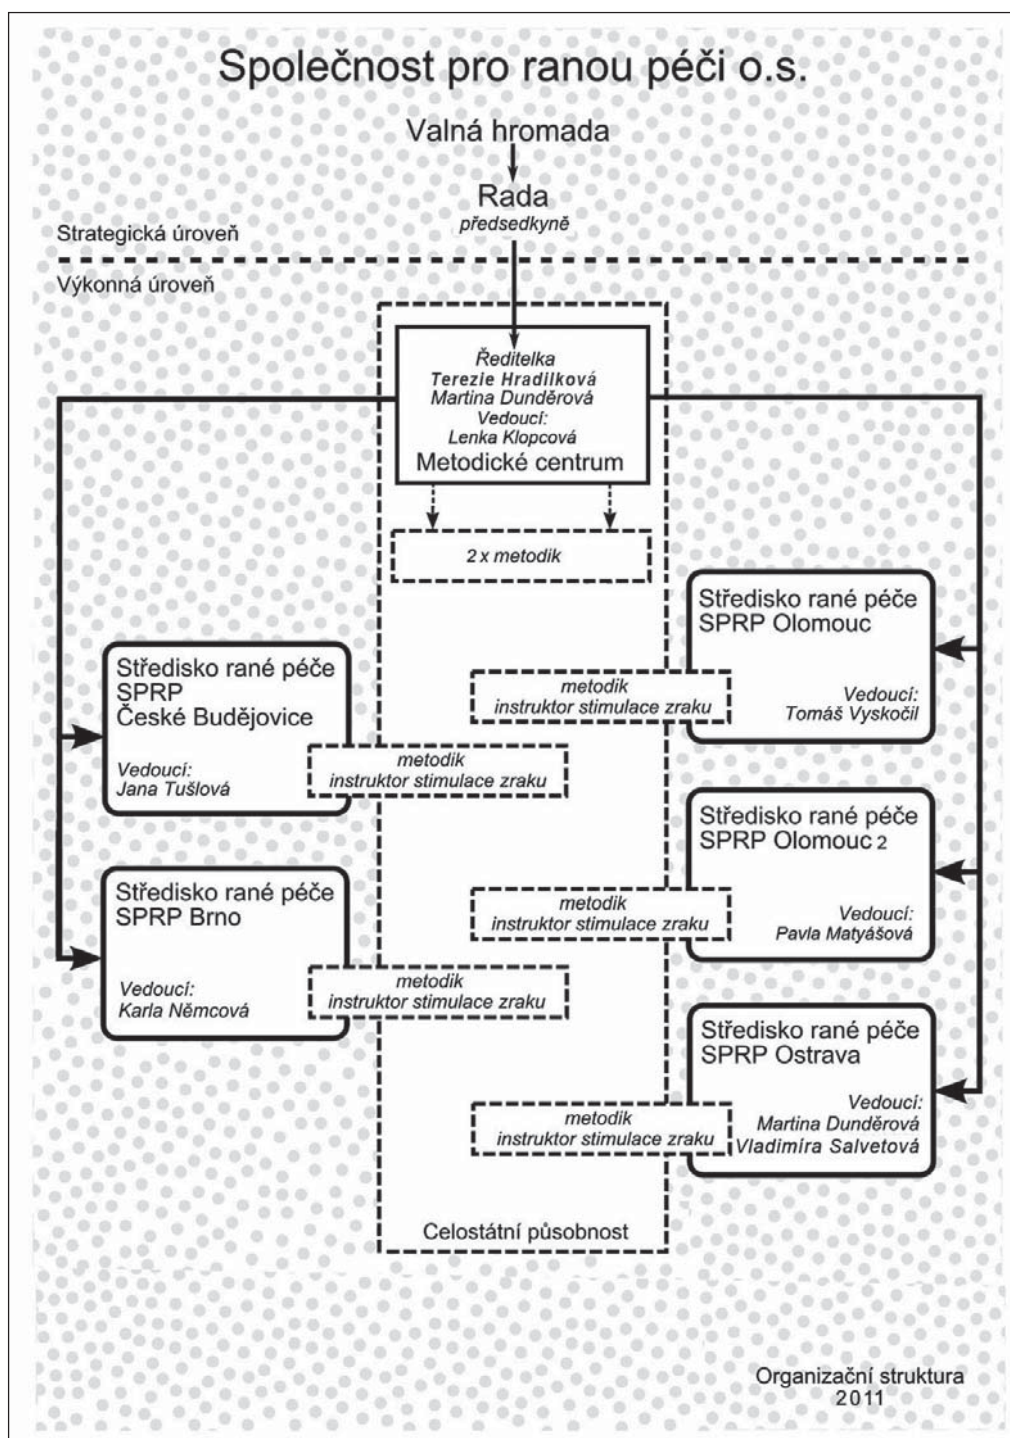 Společnost pro ranou péči o.s.
Valná hromada
Rada
předsedkyně
Strategická úroveň
Výkonná úroveň
Ředitelka
Terezie Hradilková
Martina Dunděrová
Vedoucí:
Lenka Klopcová
Metodické centrum
2 x metodik
Středisko rané péče
SPRP Olomouc
Vedoucí:
Tomáš Vyskočil
metodik
instruktor stimulace zraku
Středisko rané péče
SPRP
České Budějovice
Vedoucí:
Jana Tušlová
metodik
instruktor stimulace zraku
Středisko rané péče
SPRP Olomouc 2
Vedoucí:
Pavla Matyášová
metodik
instruktor stimulace zraku
Středisko rané péče
SPRP Brno
Vedoucí:
Karla Němcová
metodik
instruktor stimulace zraku
Středisko rané péče
SPRP Ostrava
Vedoucí:
Martina Dunděrová
Vladimíra Salvetová
metodik
instruktor stimulace zraku
Celostátní působnost
Organizační struktura
2011